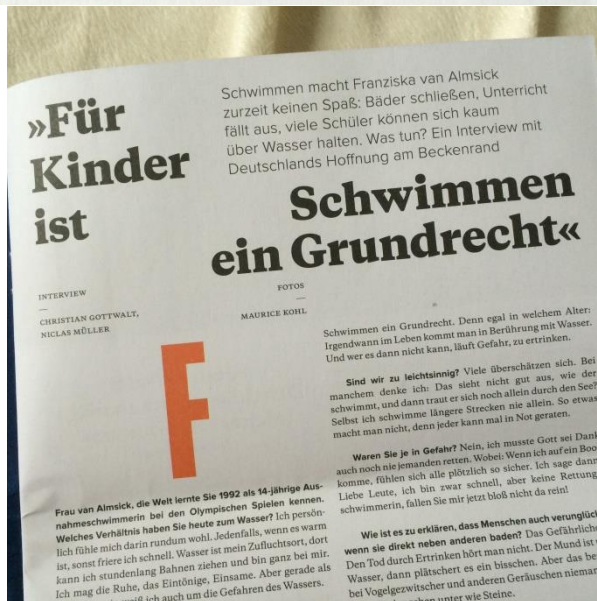 »Für
Kinder
ist
Schwimmen
ein Grundrecht«
Schwimmen macht Franziska van Almsick
zurzeit keinen Spaß: Bäder schließen, Unterricht
fällt aus, viele Schüler können sich kaum
über Wasser halten. Was tun? Ein Interview mit
Deutschlands Hoffnung am Beckenrand
INTERVIEW
—
CHRISTIAN GOTTWALT,
NICLAS MÜLLER
FOTOS
—
MAURICE KOHL
F
Frau van Almsick, die Welt lernte Sie 1992 als 14-jährige Aus-
nahmeschwimmerin bei den Olympischen Spielen kennen.
Welches Verhältnis haben Sie heute zum Wasser? Ich persön-
lich fühle mich darin rundum wohl. Jedenfalls, wenn es warm
ist, sonst friere ich schnell. Wasser ist mein Zufluchtsort, dort
kann ich stundenlang Bahnen ziehen und bin ganz bei mir.
Ich mag die Ruhe, das Eintönige, Einsame. Aber gerade als
ich auch um die Gefahren des Wassers.
Schwimmen ein Grundrecht. Denn egal in welchem Alter:
Irgendwann im Leben kommt man in Berührung mit Wasser.
Und wer es dann nicht kann, läuft Gefahr, zu ertrinken.
Sind wir zu leichtsinnig? Viele überschätzen sich. Bei
manchem denke ich: Das sieht nicht gut aus, wie der
schwimmt, und dann traut er sich noch allein durch den See?
Selbst ich schwimme längere Strecken nie allein. So etwas
macht man nicht, denn jeder kann mal in Not geraten.
Waren Sie je in Gefahr? Nein, ich musste Gott sei Dank
auch noch nie jemanden retten. Wobei: Wenn ich auf ein Boo
komme, fühlen sich alle plötzlich so sicher. Ich sage dann
Liebe Leute, ich bin zwar schnell, aber keine Rettung
schwimmerin, fallen Sie mir jetzt bloß nicht da rein!
Wie ist es zu erklären, dass Menschen auch verunglück
wenn sie direkt neben anderen baden? Das Gefährliche
Den Tod durch Ertrinken hört man nicht. Der Mund ist
Wasser, dann plätschert es ein bisschen. Aber das be
bei Vogelgezwitscher und anderen Geräuschen nieman
unter wie Steine.